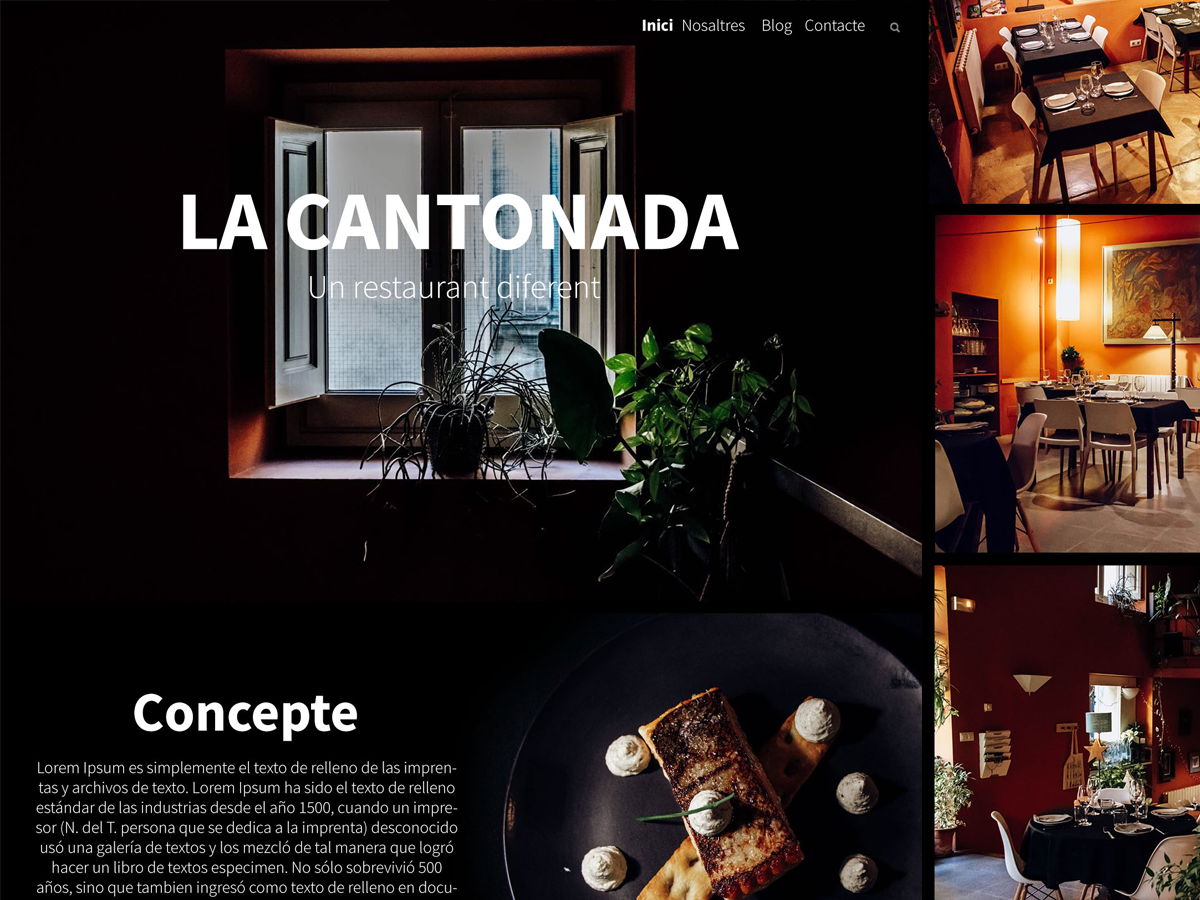 Inici Nosaltres Blog Contacte
LA CANTONADA
Un restaurant diferent
Concepte
Lorem Ipsum es simplemente el texto de relleno de las impren-
tas y archivos de texto. Lorem Ipsum ha sido el texto de relleno
estándar de las industrias desde el año 1500, cuando un impre-
sor (N. del T. persona que se dedica a la imprenta) desconocido
usó una galería de textos y los mezcló de tal manera que logró
hacer un libro de textos especimen. No sólo sobrevivió 500
años, sino que tambien ingresó como texto de relleno en docu-